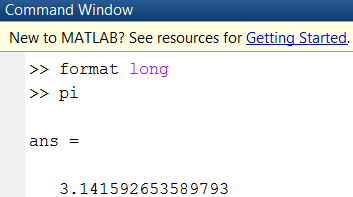 Command Window
New to MATLAB? See resources for Getting Started.
>> format long
>> pi
ans =
3.141592653589793